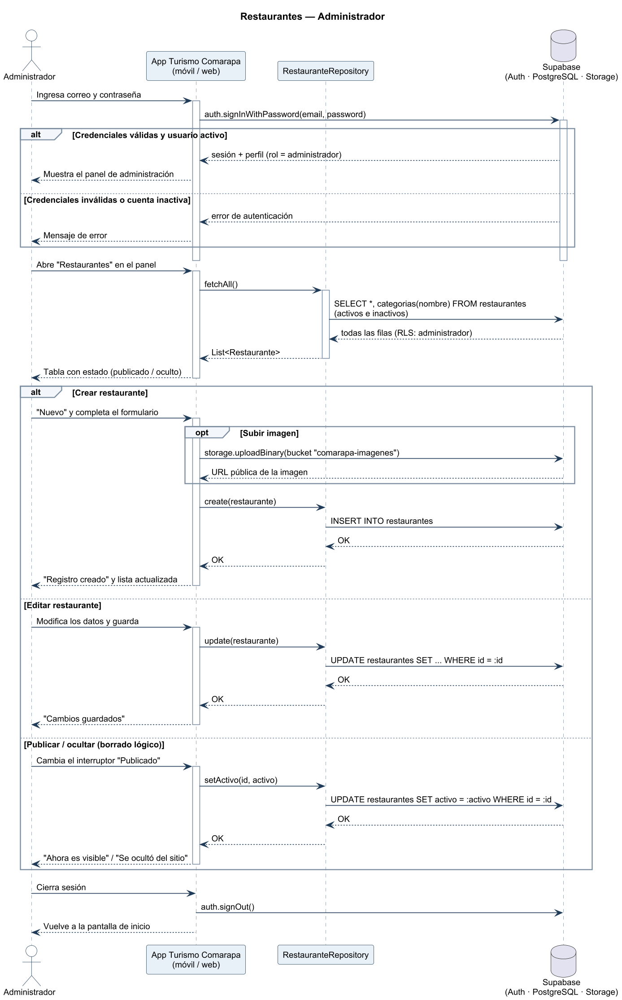 Restaurantes — Administrador
Administrador
App Turismo Comarapa
(móvil / web)
RestauranteRepository
Supabase
(Auth · PostgreSQL · Storage)
Ingresa correo y contraseña
auth.signInWithPassword(email, password)
alt
[Credenciales válidas y usuario activo]
sesión + perfil (rol = administrador)
Muestra el panel de administración
[Credenciales inválidas o cuenta inactiva]
error de autenticación
Mensaje de error
Abre "Restaurantes" en el panel
fetchAll()
SELECT *, categorias(nombre) FROM restaurantes
(activos e inactivos)
todas las filas (RLS: administrador)
List<Restaurante>
Tabla con estado (publicado / oculto)
alt
[Crear restaurante]
"Nuevo" y completa el formulario
opt
[Subir imagen]
storage.uploadBinary(bucket "comarapa-imagenes")
URL pública de la imagen
create(restaurante)
INSERT INTO restaurantes
OK
OK
"Registro creado" y lista actualizada
[Editar restaurante]
Modifica los datos y guarda
update(restaurante)
UPDATE restaurantes SET ... WHERE id = :id
OK
OK
"Cambios guardados"
[Publicar / ocultar (borrado lógico)]
Cambia el interruptor "Publicado"
setActivo(id, activo)
UPDATE restaurantes SET activo = :activo WHERE id = :id
OK
OK
"Ahora es visible" / "Se ocultó del sitio"
Cierra sesión
auth.signOut()
Vuelve a la pantalla de inicio
Administrador
App Turismo Comarapa
(móvil / web)
RestauranteRepository
Supabase
(Auth · PostgreSQL · Storage)